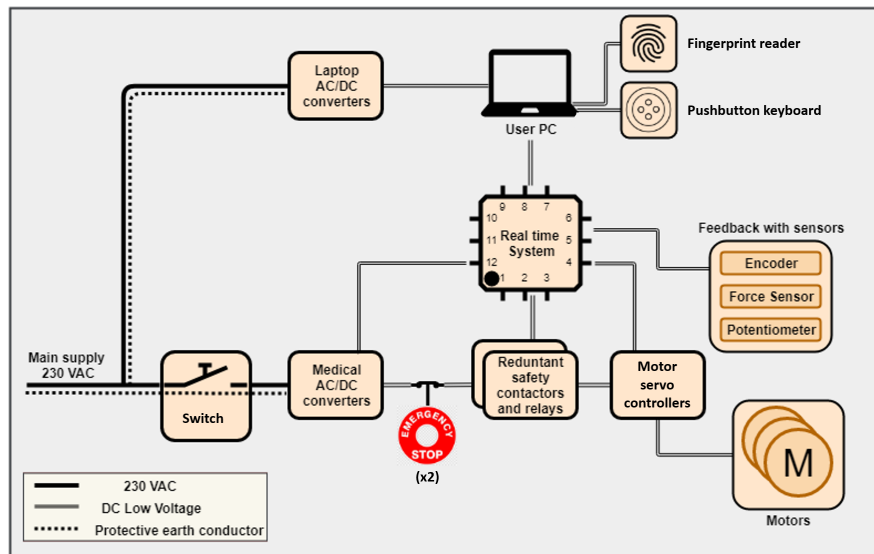 Laptop
AC/DC
converters
User PC
Fingerprint reader
Pushbutton keyboard
9 8 7
10 6
11 5
12 4
1 2 3
Real time
System
Feedback with sensors
Encoder
Force Sensor
Potentiometer
Main supply
230 VAC
Switch
Medical
AC/DC
converters
EMERGENCY
STOP
(x2)
Reduntant
safety
contactors
and relays
Motor
servo
controllers
M
Motors
230 VAC
DC Low Voltage
Protective earth conductor